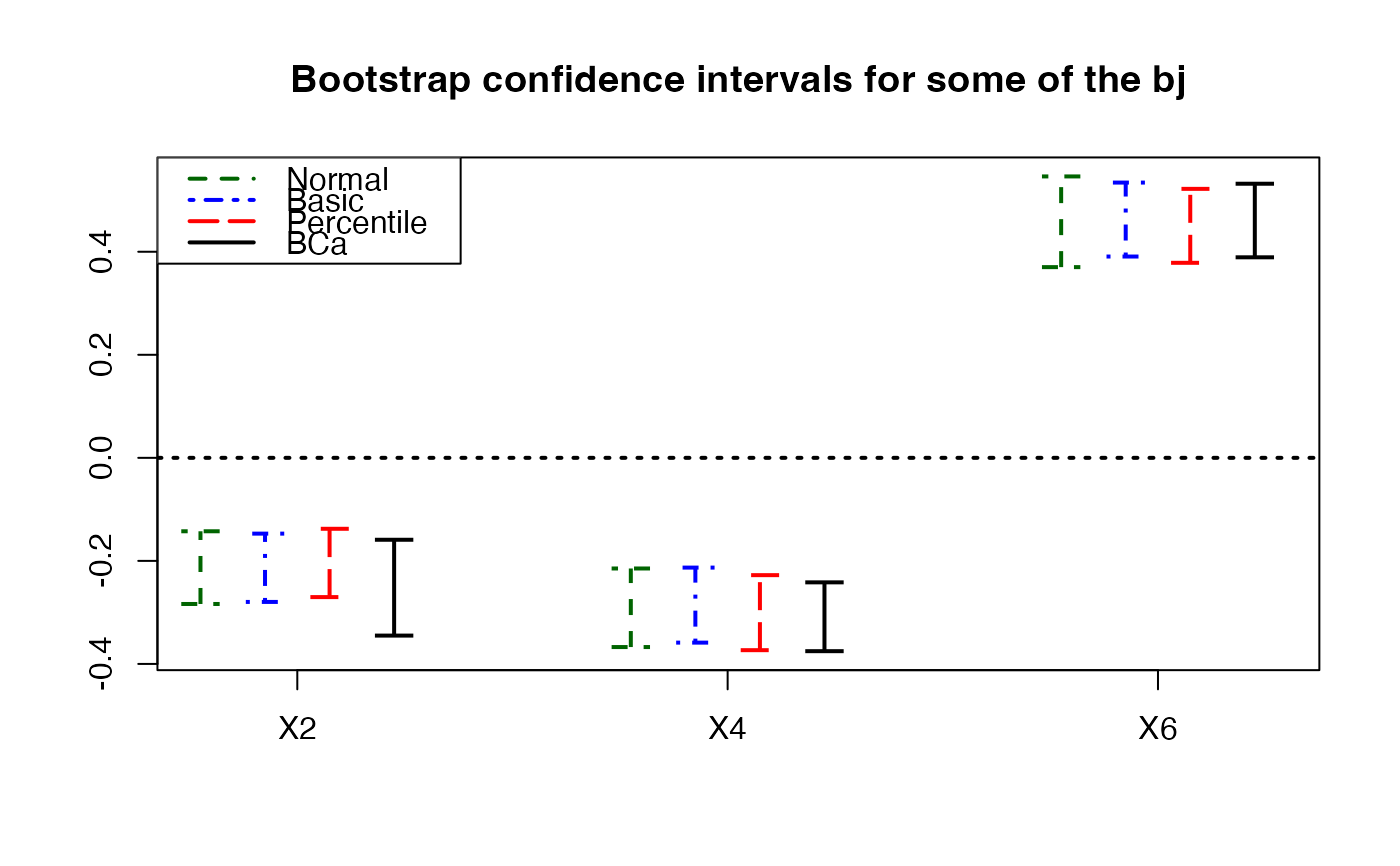 Bootstrap confidence intervals for some of the bj
Normal
Basic
Percentile
BCa
0.4
0.2
0.0
-0.2
-0.4
X2 X4 X6